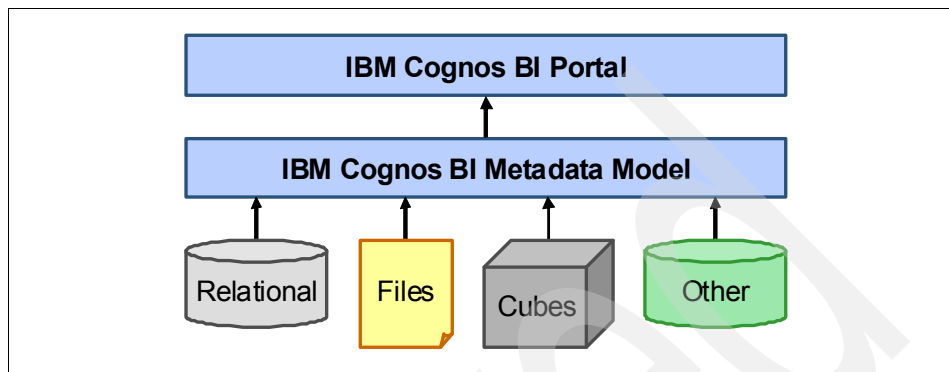 IBM Cognos BI Portal
IBM Cognos BI Metadata Model
Relational
Files
Cubes
Other